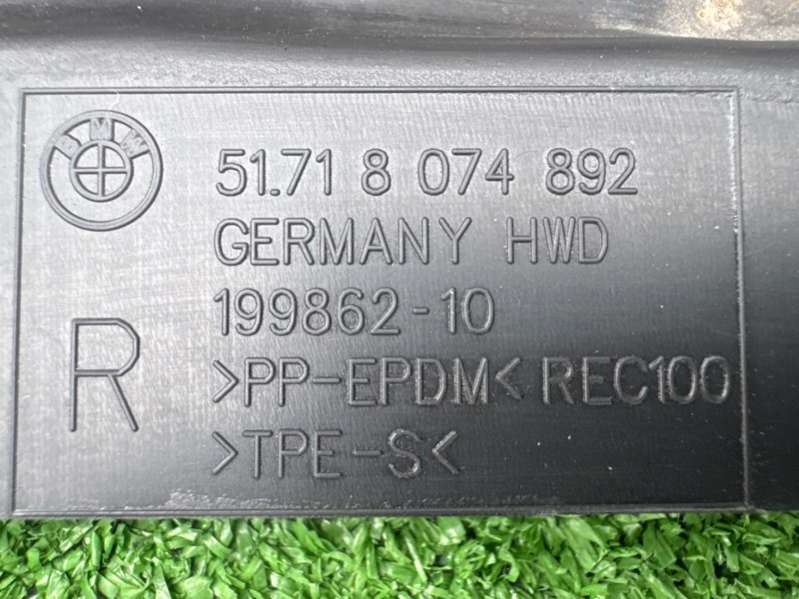 BMW
51.71 8 074 892
GERMANY HWD
199862-10
R
>PP-EPDM< REC100
>TPE-S<